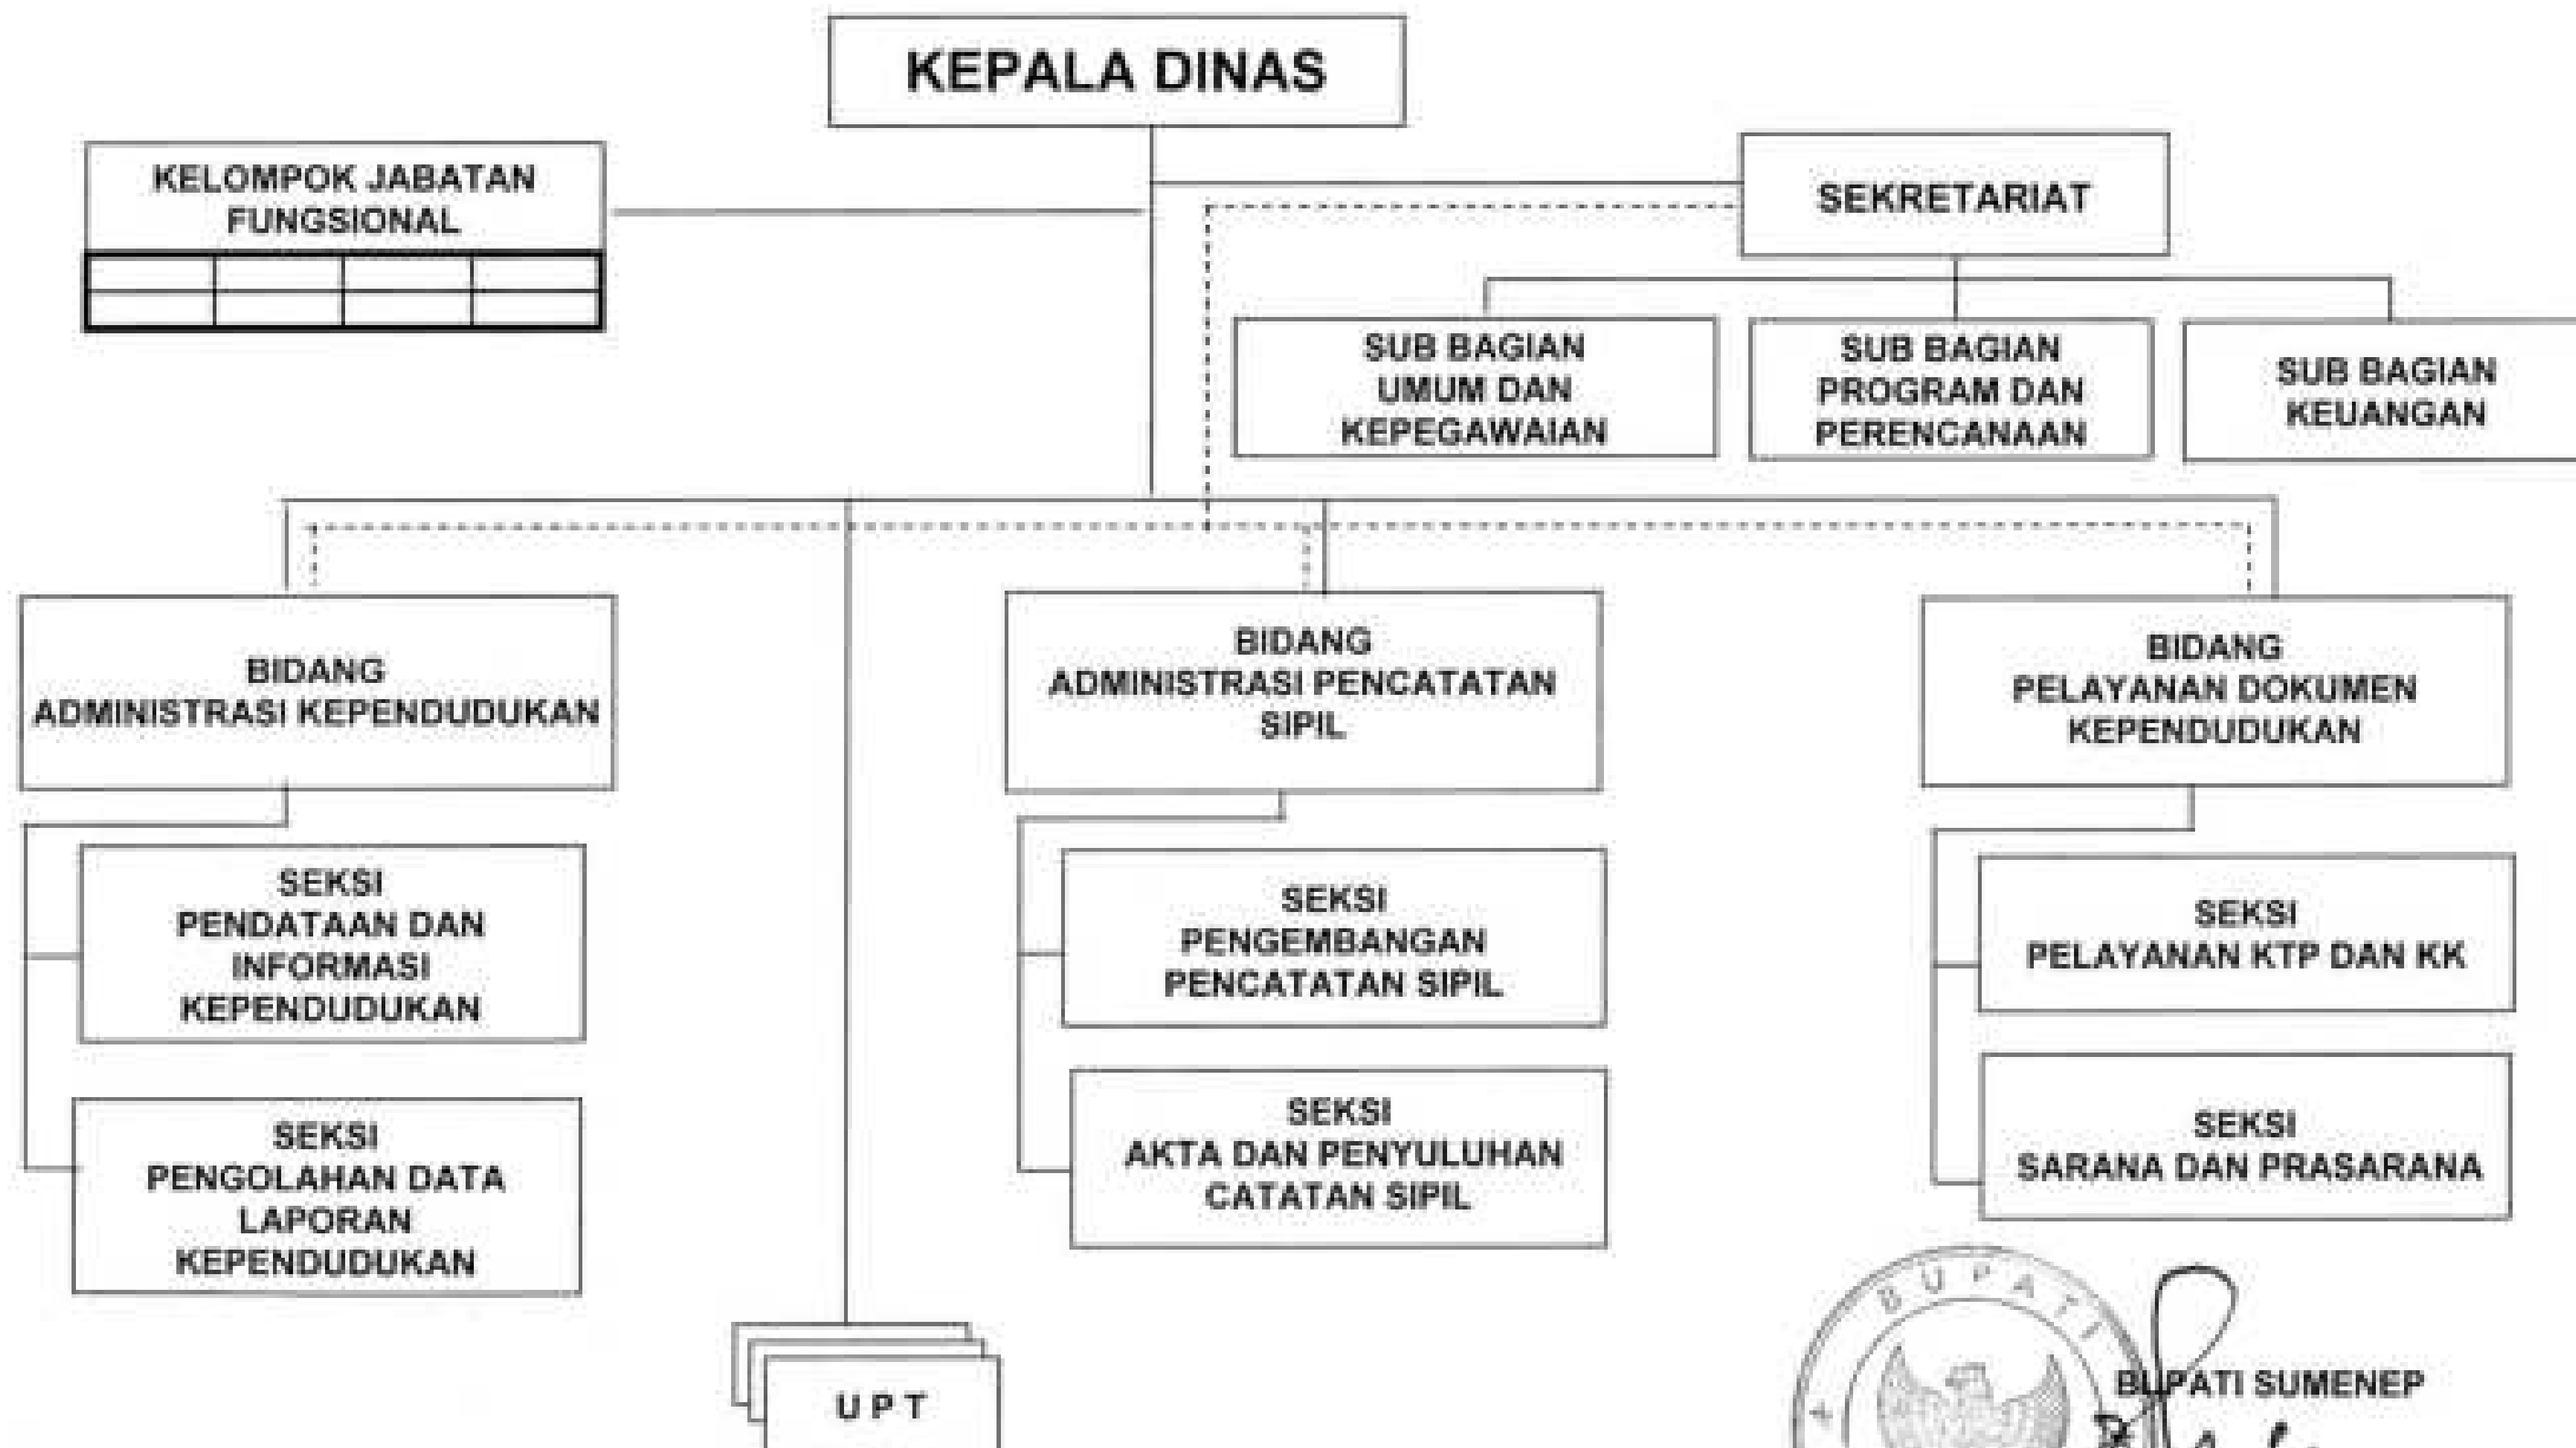 KEPALA DINAS
KELOMPOK JABATAN
FUNGSIONAL
SEKRETARIAT
SUB BAGIAN
UMUM DAN
KEPEGAWAIAN
SUB BAGIAN
PROGRAM DAN
PERENCANAAN
SUB BAGIAN
KEUANGAN
BIDANG
ADMINISTRASI KEPENDUDUKAN
BIDANG
ADMINISTRASI PENCATATAN
SIPIL
BIDANG
PELAYANAN DOKUMEN
KEPENDUDUKAN
SEKSI
PENDATAAN DAN
INFORMASI
KEPENDUDUKAN
SEKSI
PENGOLAHAN DATA
LAPORAN
KEPENDUDUKAN
SEKSI
PENGEMBANGAN
PENCATATAN SIPIL
SEKSI
AKTA DAN PENYULUHAN
CATATAN SIPIL
SEKSI
PELAYANAN KTP DAN KK
SEKSI
SARANA DAN PRASARANA
U P T
BUPATI
BUPATI SUMENEP